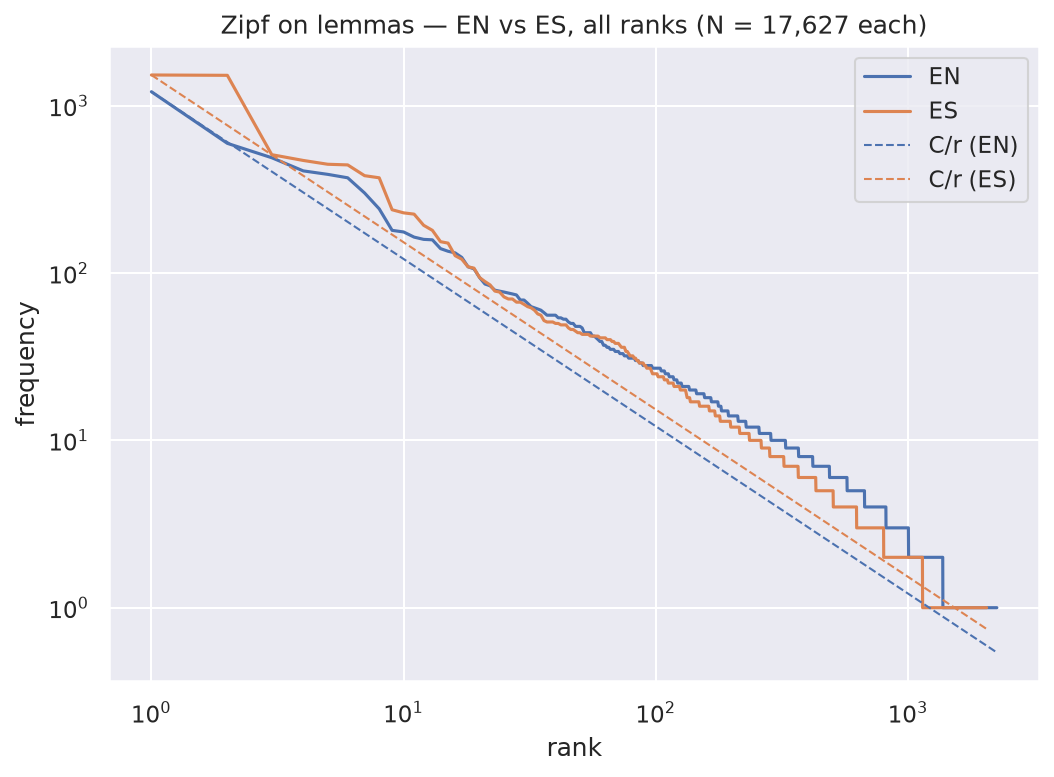 Zipf on lemmas — EN vs ES, all ranks (N = 17,627 each)
EN
ES
C/r (EN)
C/r (ES)
frequency
10³
10²
10¹
10⁰
10⁰ 10¹ 10² 10³
rank